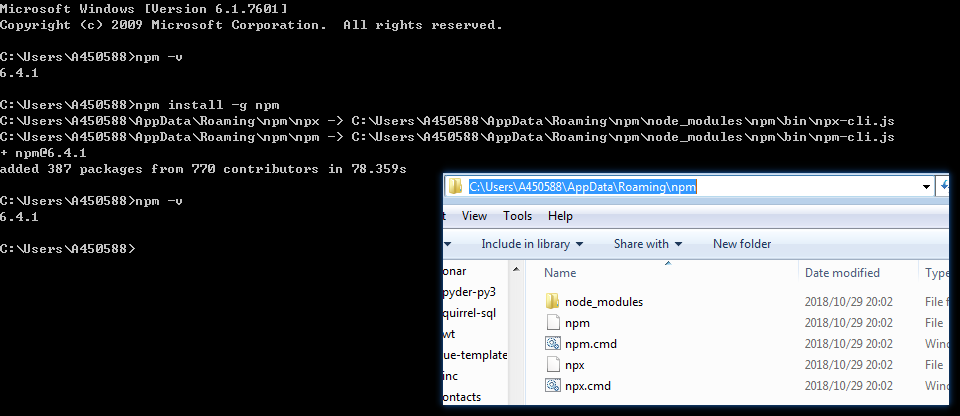 Microsoft Windows [Version 6.1.7601]
Copyright (c) 2009 Microsoft Corporation.  All rights reserved.
C:\Users\A450588>npm -v
6.4.1
C:\Users\A450588>npm install -g npm
C:\Users\A450588\AppData\Roaming\npm\npx -> C:\Users\A450588\AppData\Roaming\npm\node_modules\npm\bin\npx-cli.js
C:\Users\A450588\AppData\Roaming\npm\npm -> C:\Users\A450588\AppData\Roaming\npm\node_modules\npm\bin\npm-cli.js
+ npm@6.4.1
added 387 packages from 770 contributors in 78.359s
C:\Users\A450588>npm -v
6.4.1
C:\Users\A450588>
C:\Users\A450588\AppData\Roaming\npm
t View Tools Help
Include in library Share with New folder
onar
pyder-py3
quirrel-sql
wt
ue-template
inc
ontacts
Name Date modified Type
node_modules 2018/10/29 20:02 File f
npm 2018/10/29 20:02 File
npm.cmd 2018/10/29 20:02 Wind
npx 2018/10/29 20:02 File
npx.cmd 2018/10/29 20:02 Wind